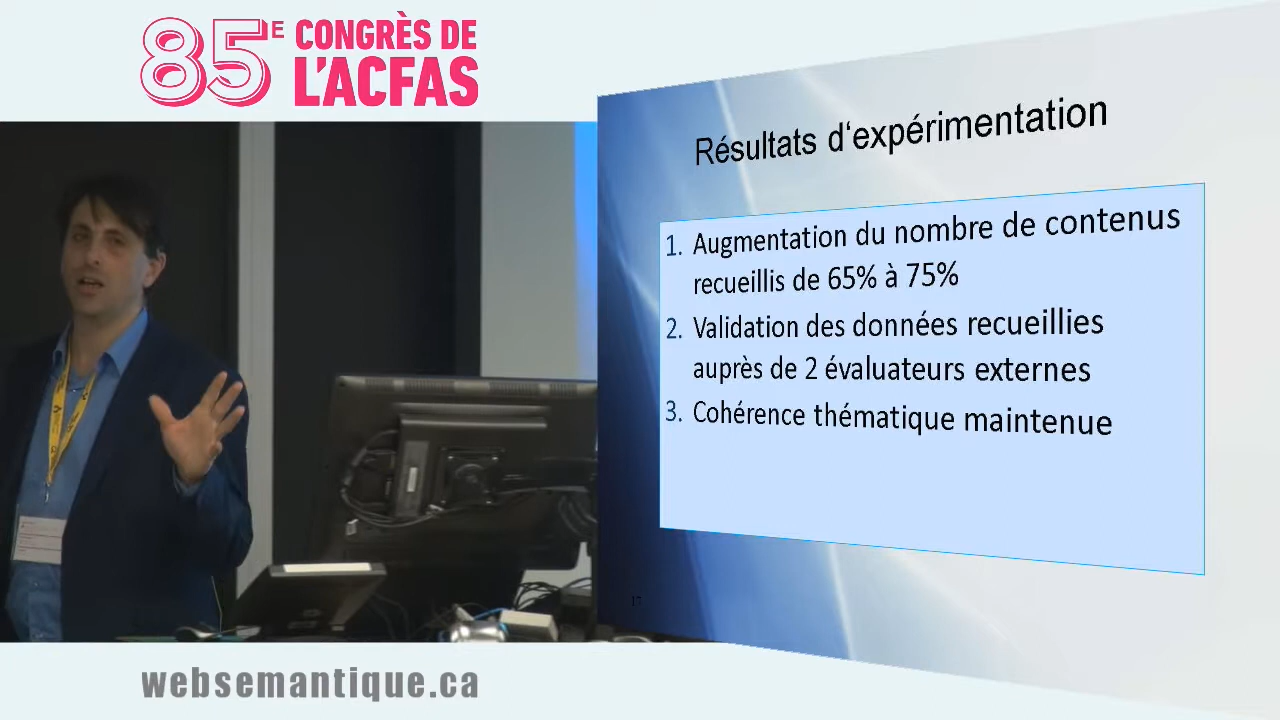 85E CONGRÈS DE
L'ACFAS
Résultats d‘expérimentation
1. Augmentation du nombre de contenus
recueillis de 65% à 75%
2. Validation des données recueillies
auprès de 2 évaluateurs externes
3. Cohérence thématique maintenue
17
websemantique.ca